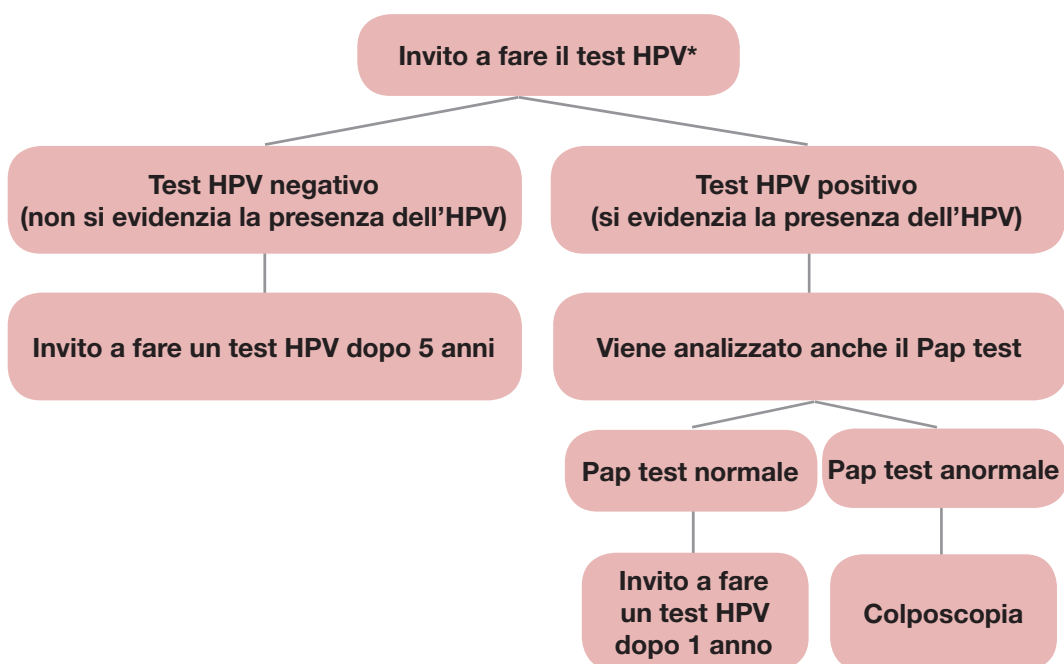 Invito a fare il test HPV*
Test HPV negativo
(non si evidenzia la presenza dell'HPV)
Test HPV positivo
(si evidenzia la presenza dell'HPV)
Invito a fare un test HPV dopo 5 anni
Viene analizzato anche il Pap test
Pap test normale
Pap test anormale
Invito a fare
un test HPV
dopo 1 anno
Colposcopia